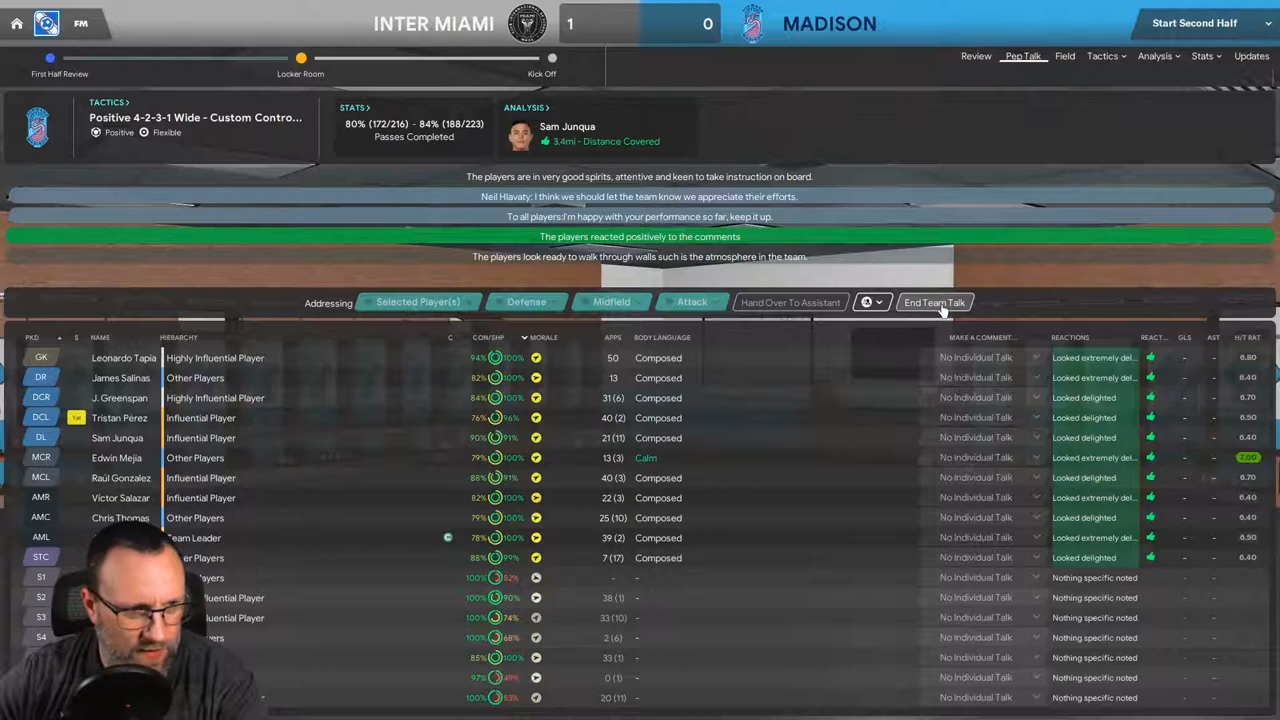 FM INTER MIAMI 1 0 MADISON Start Second Half
First Half Review Locker Room Kick Off
Review Pep Talk Field Tactics Analysis Stats Updates
TACTICS
Positive 4-2-3-1 Wide - Custom Contro...
Positive Flexible
STATS
80% (172/216) - 84% (188/223)
Passes Completed
ANALYSIS
Sam Junqua
3.4mi - Distance Covered
The players are in very good spirits, attentive and keen to take instruction on board.
Neil Hlavaty: I think we should let the team know we appreciate their efforts.
To all players:I'm happy with your performance so far, keep it up.
The players reacted positively to the comments
The players look ready to walk through walls such is the atmosphere in the team.
Addressing Selected Player(s) Defense Midfield Attack Hand Over To Assistant End Team Talk
PKD S NAME HIERARCHY C CON/SHP MORALE APPS BODY LANGUAGE MAKE A COMMENT... REACTIONS REACT... GLS AST H/T RAT
GK Leonardo Tapia Highly Influential Player 94% 100% 50 Composed No Individual Talk Looked extremely del... - - 6.80
DR James Salinas Other Players 82% 100% 13 Composed No Individual Talk Looked extremely del... - - 6.40
DCR J. Greenspan Highly Influential Player 84% 100% 31 (6) Composed No Individual Talk Looked delighted - - 6.70
DCL Yel Tristan Pérez Influential Player 76% 96% 40 (2) Composed No Individual Talk Looked delighted - - 6.50
DL Sam Junqua Influential Player 90% 91% 21 (11) Composed No Individual Talk Looked delighted - - 6.40
MCR Edwin Mejía Other Players 79% 100% 13 (3) Calm No Individual Talk Looked extremely del... - - 7.00
MCL Raúl Gonzalez Influential Player 88% 91% 40 (3) Composed No Individual Talk Looked delighted - - 6.70
AMR Víctor Salazar Influential Player 82% 100% 22 (3) Composed No Individual Talk Looked extremely del... - - 6.40
AMC Chris Thomas Other Players 79% 100% 25 (10) Composed No Individual Talk Looked delighted - - 6.40
AML Team Leader C 78% 100% 39 (2) Composed No Individual Talk Looked extremely del... - - 6.50
STC Players 88% 99% 7 (17) Composed No Individual Talk Looked delighted - - 6.40
S1 Players 100% 52% - - No Individual Talk Nothing specific noted - -
S2 Influential Player 100% 90% 38 (1) - No Individual Talk Nothing specific noted - -
S3 Influential Player 100% 74% 33 (10) - No Individual Talk Nothing specific noted - -
S4 100% 68% 2 (6) - No Individual Talk Nothing specific noted - -
85% 100% 33 (1) - No Individual Talk Nothing specific noted - -
97% 49% 0 (1) - No Individual Talk Nothing specific noted - -
100% 53% 20 (11) - No Individual Talk Nothing specific noted - -